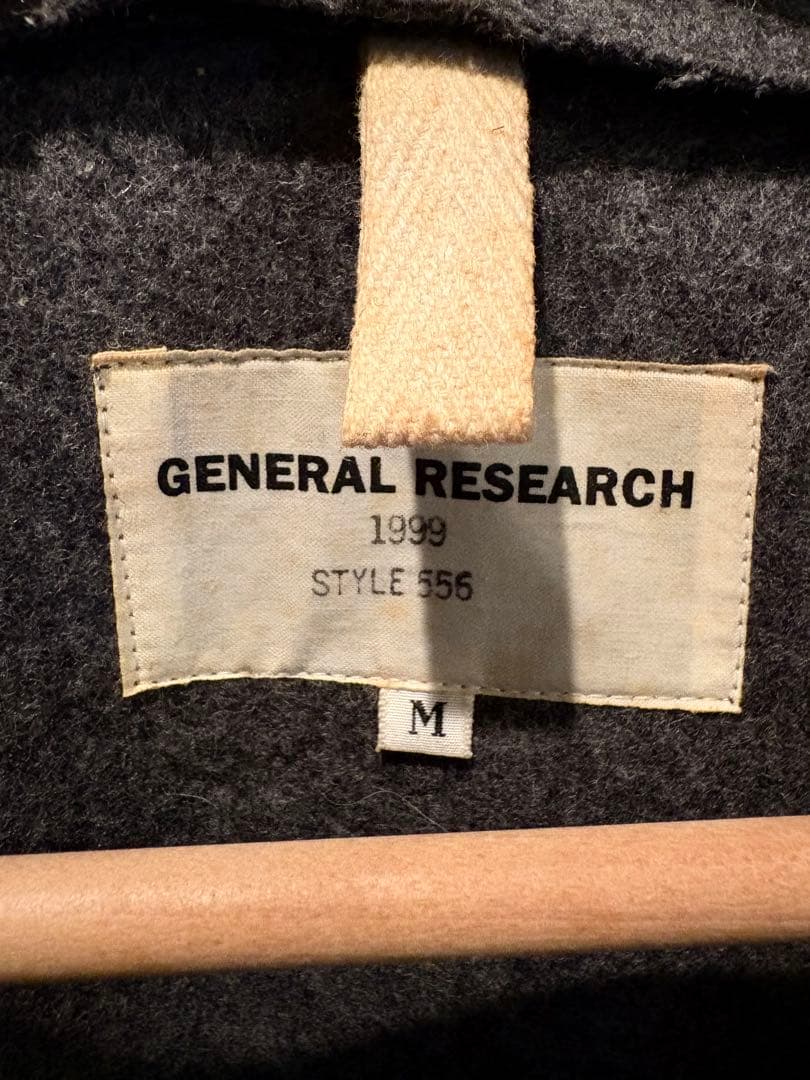 GENERAL RESEARCH
1999
STYLE 556
M